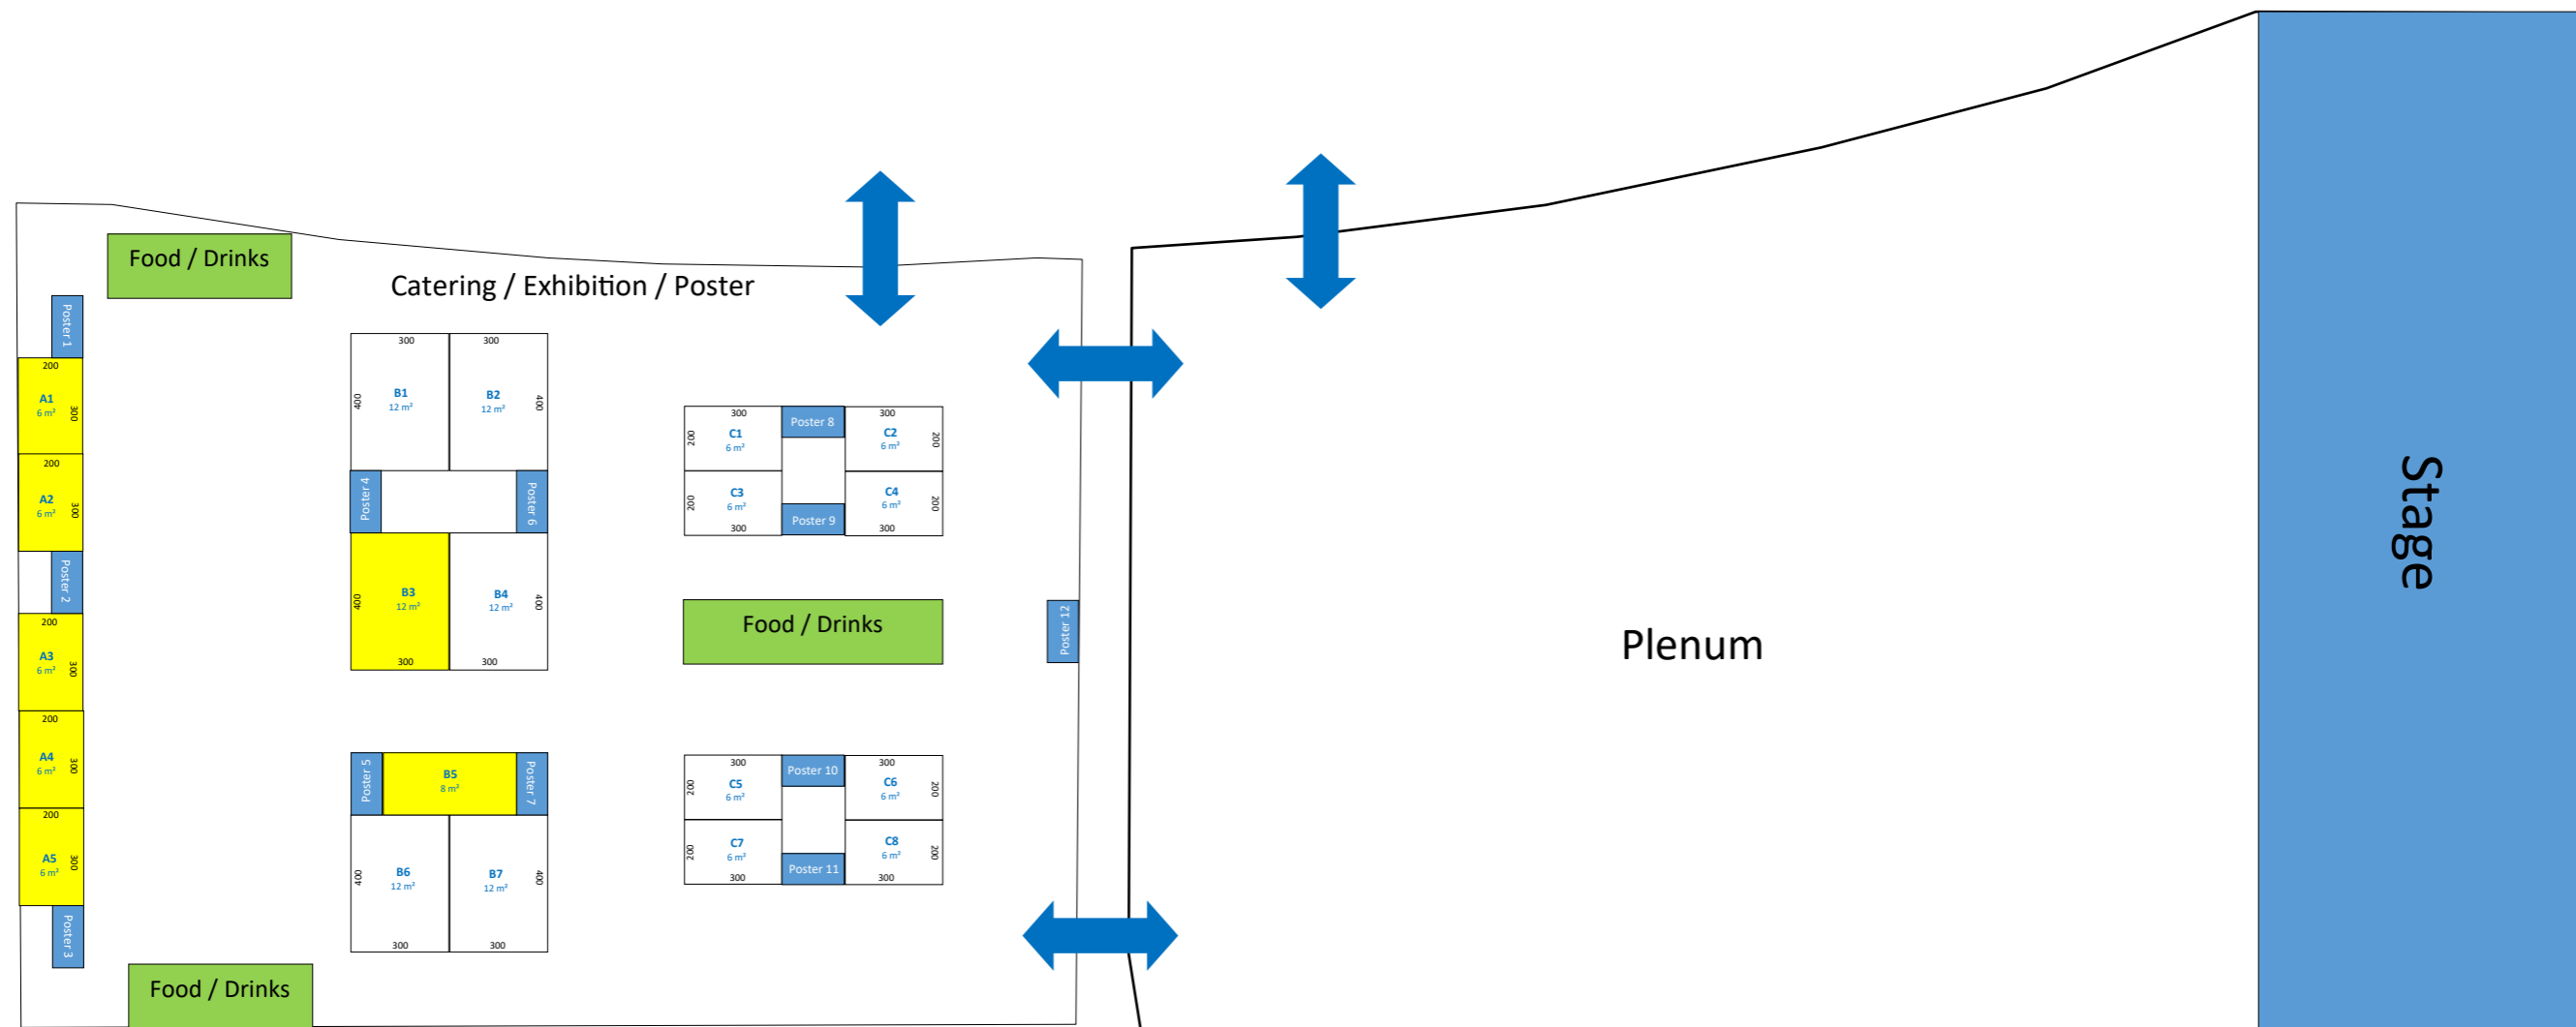 Food / Drinks
Catering / Exhibition / Poster
Poster 1
200
A1
6 m²
300
200
A2
6 m²
300
Poster 2
200
A3
6 m²
300
200
A4
6 m²
300
200
A5
6 m²
300
Poster 3
Food / Drinks
300
400
B1
12 m²
300
B2
12 m²
400
Poster 4
Poster 6
400
B3
12 m²
300
B4
12 m²
400
300
Poster 5
B5
8 m²
Poster 7
400
B6
12 m²
300
B7
12 m²
400
300
300
200
C1
6 m²
Poster 8
300
C2
6 m²
200
200
C3
6 m²
300
Poster 9
C4
6 m²
200
300
Food / Drinks
Poster 12
300
200
C5
6 m²
Poster 10
300
C6
6 m²
200
200
C7
6 m²
300
Poster 11
C8
6 m²
200
300
Plenum
Stage